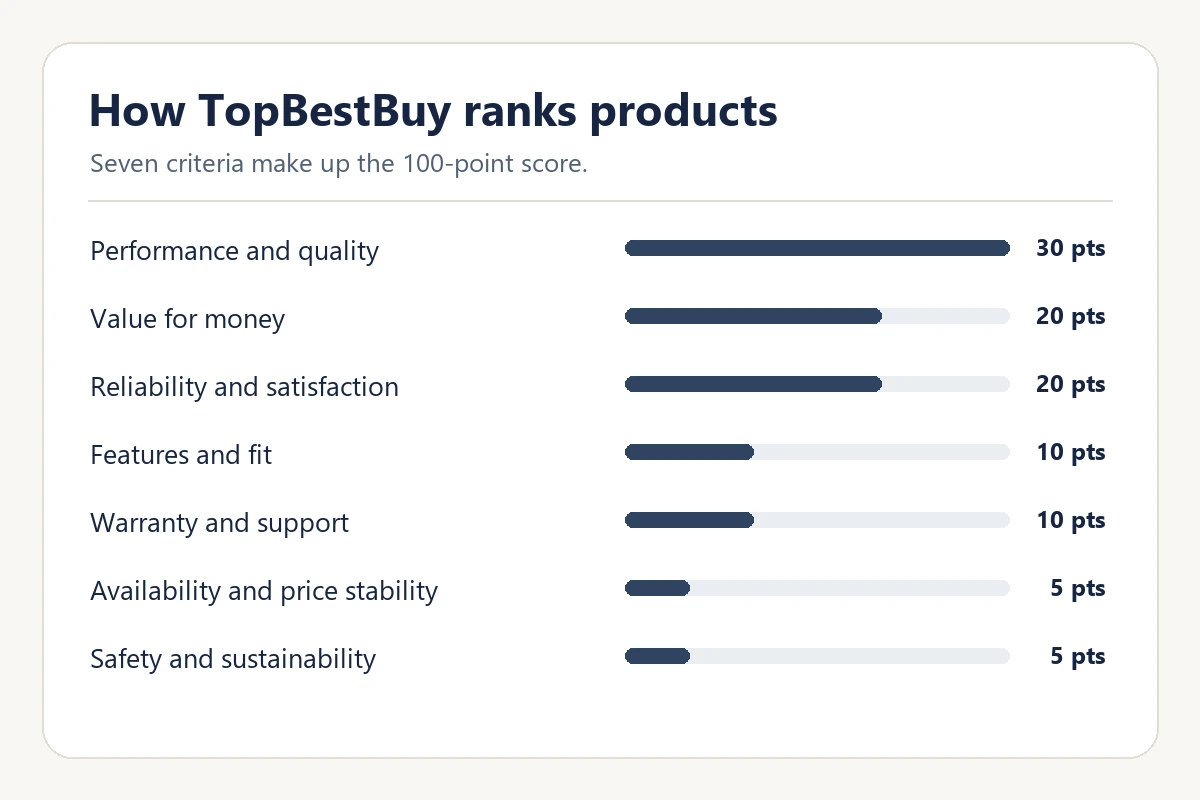 How TopBestBuy ranks products
Seven criteria make up the 100-point score.
Performance and quality 30 pts
Value for money 20 pts
Reliability and satisfaction 20 pts
Features and fit 10 pts
Warranty and support 10 pts
Availability and price stability 5 pts
Safety and sustainability 5 pts